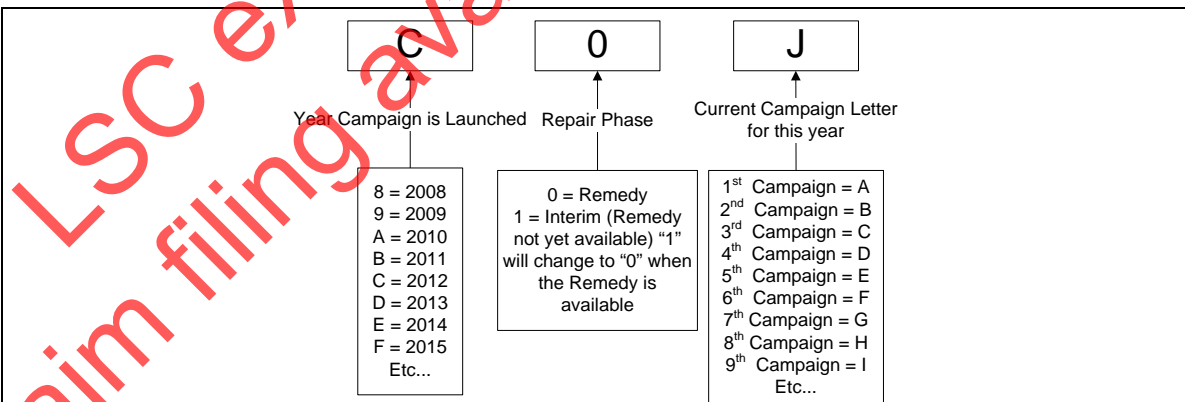 C 0 J
Year Campaign is Launched
Repair Phase
Current Campaign Letter
for this year
8 = 2008
9 = 2009
A = 2010
B = 2011
C = 2012
D = 2013
E = 2014
F = 2015
Etc...
0 = Remedy
1 = Interim (Remedy
not yet available) “1”
will change to “0” when
the Remedy is
available
1st Campaign = A
2nd Campaign = B
3rd Campaign = C
4th Campaign = D
5th Campaign = E
6th Campaign = F
7th Campaign = G
8th Campaign = H
9th Campaign = I
Etc...
LSC
filing